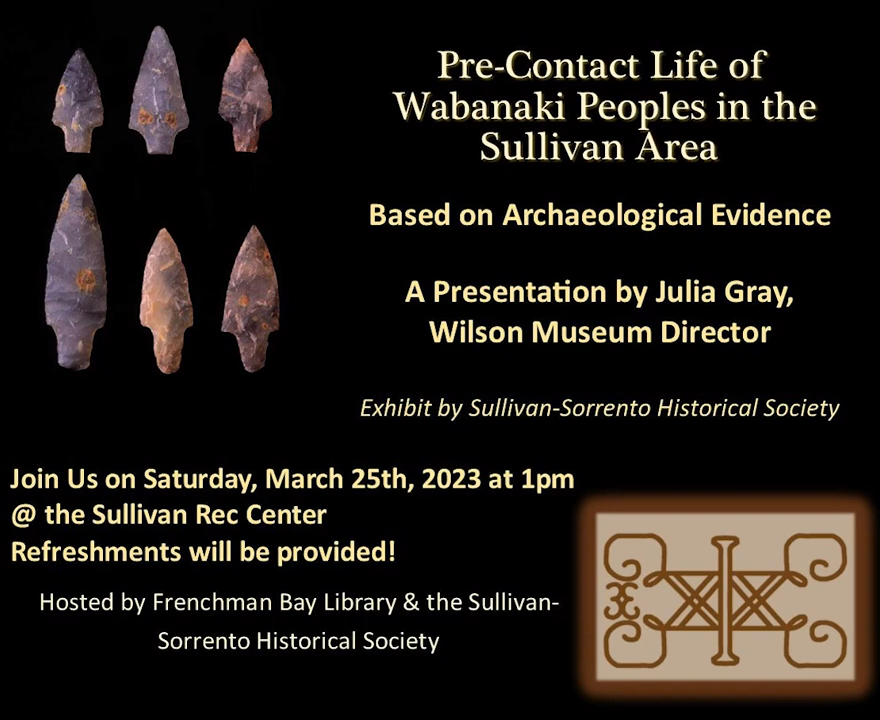 Pre-Contact Life of
Wabanaki Peoples in the
Sullivan Area
Based on Archaeological Evidence
A Presentation by Julia Gray,
Wilson Museum Director
Exhibit by Sullivan-Sorrento Historical Society
Join Us on Saturday, March 25th, 2023 at 1pm
@ the Sullivan Rec Center
Refreshments will be provided!
Hosted by Frenchman Bay Library & the Sullivan-
Sorrento Historical Society